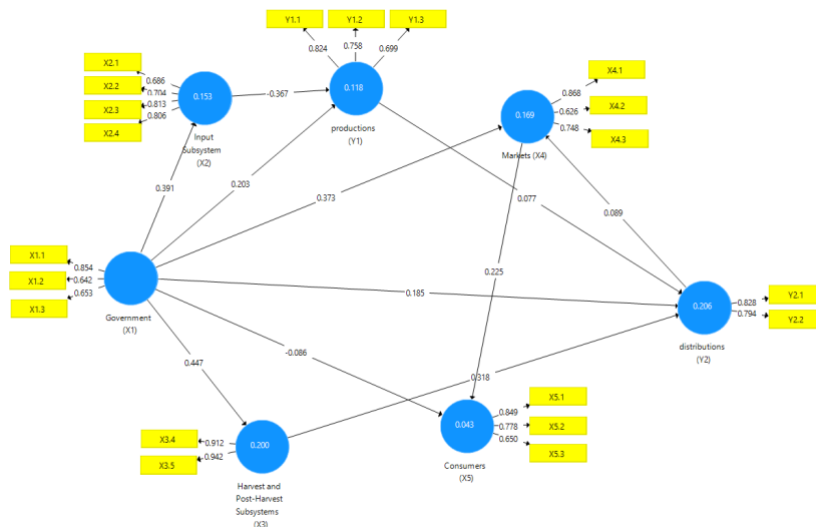 Y1.1
Y1.2
Y1.3
0.824
0.758
0.699
X2.1
X2.2
X2.3
X2.4
0.686
0.704
0.813
0.806
0.153
Input
Subsystem
(X2)
-0.367
0.118
productions
(Y1)
X4.1
X4.2
X4.3
0.868
0.626
0.748
0.169
Markets (X4)
0.391
0.203
0.373
0.077
0.089
0.225
X1.1
X1.2
X1.3
0.854
0.642
0.653
Government
(X1)
0.185
0.206
distributions
(Y2)
0.828
0.794
Y2.1
Y2.2
0.447
-0.086
0.318
X3.4
X3.5
0.912
0.942
0.200
Harvest and
Post-Harvest
Subsystems
(X3)
0.043
Consumers
(X5)
0.849
0.778
0.650
X5.1
X5.2
X5.3